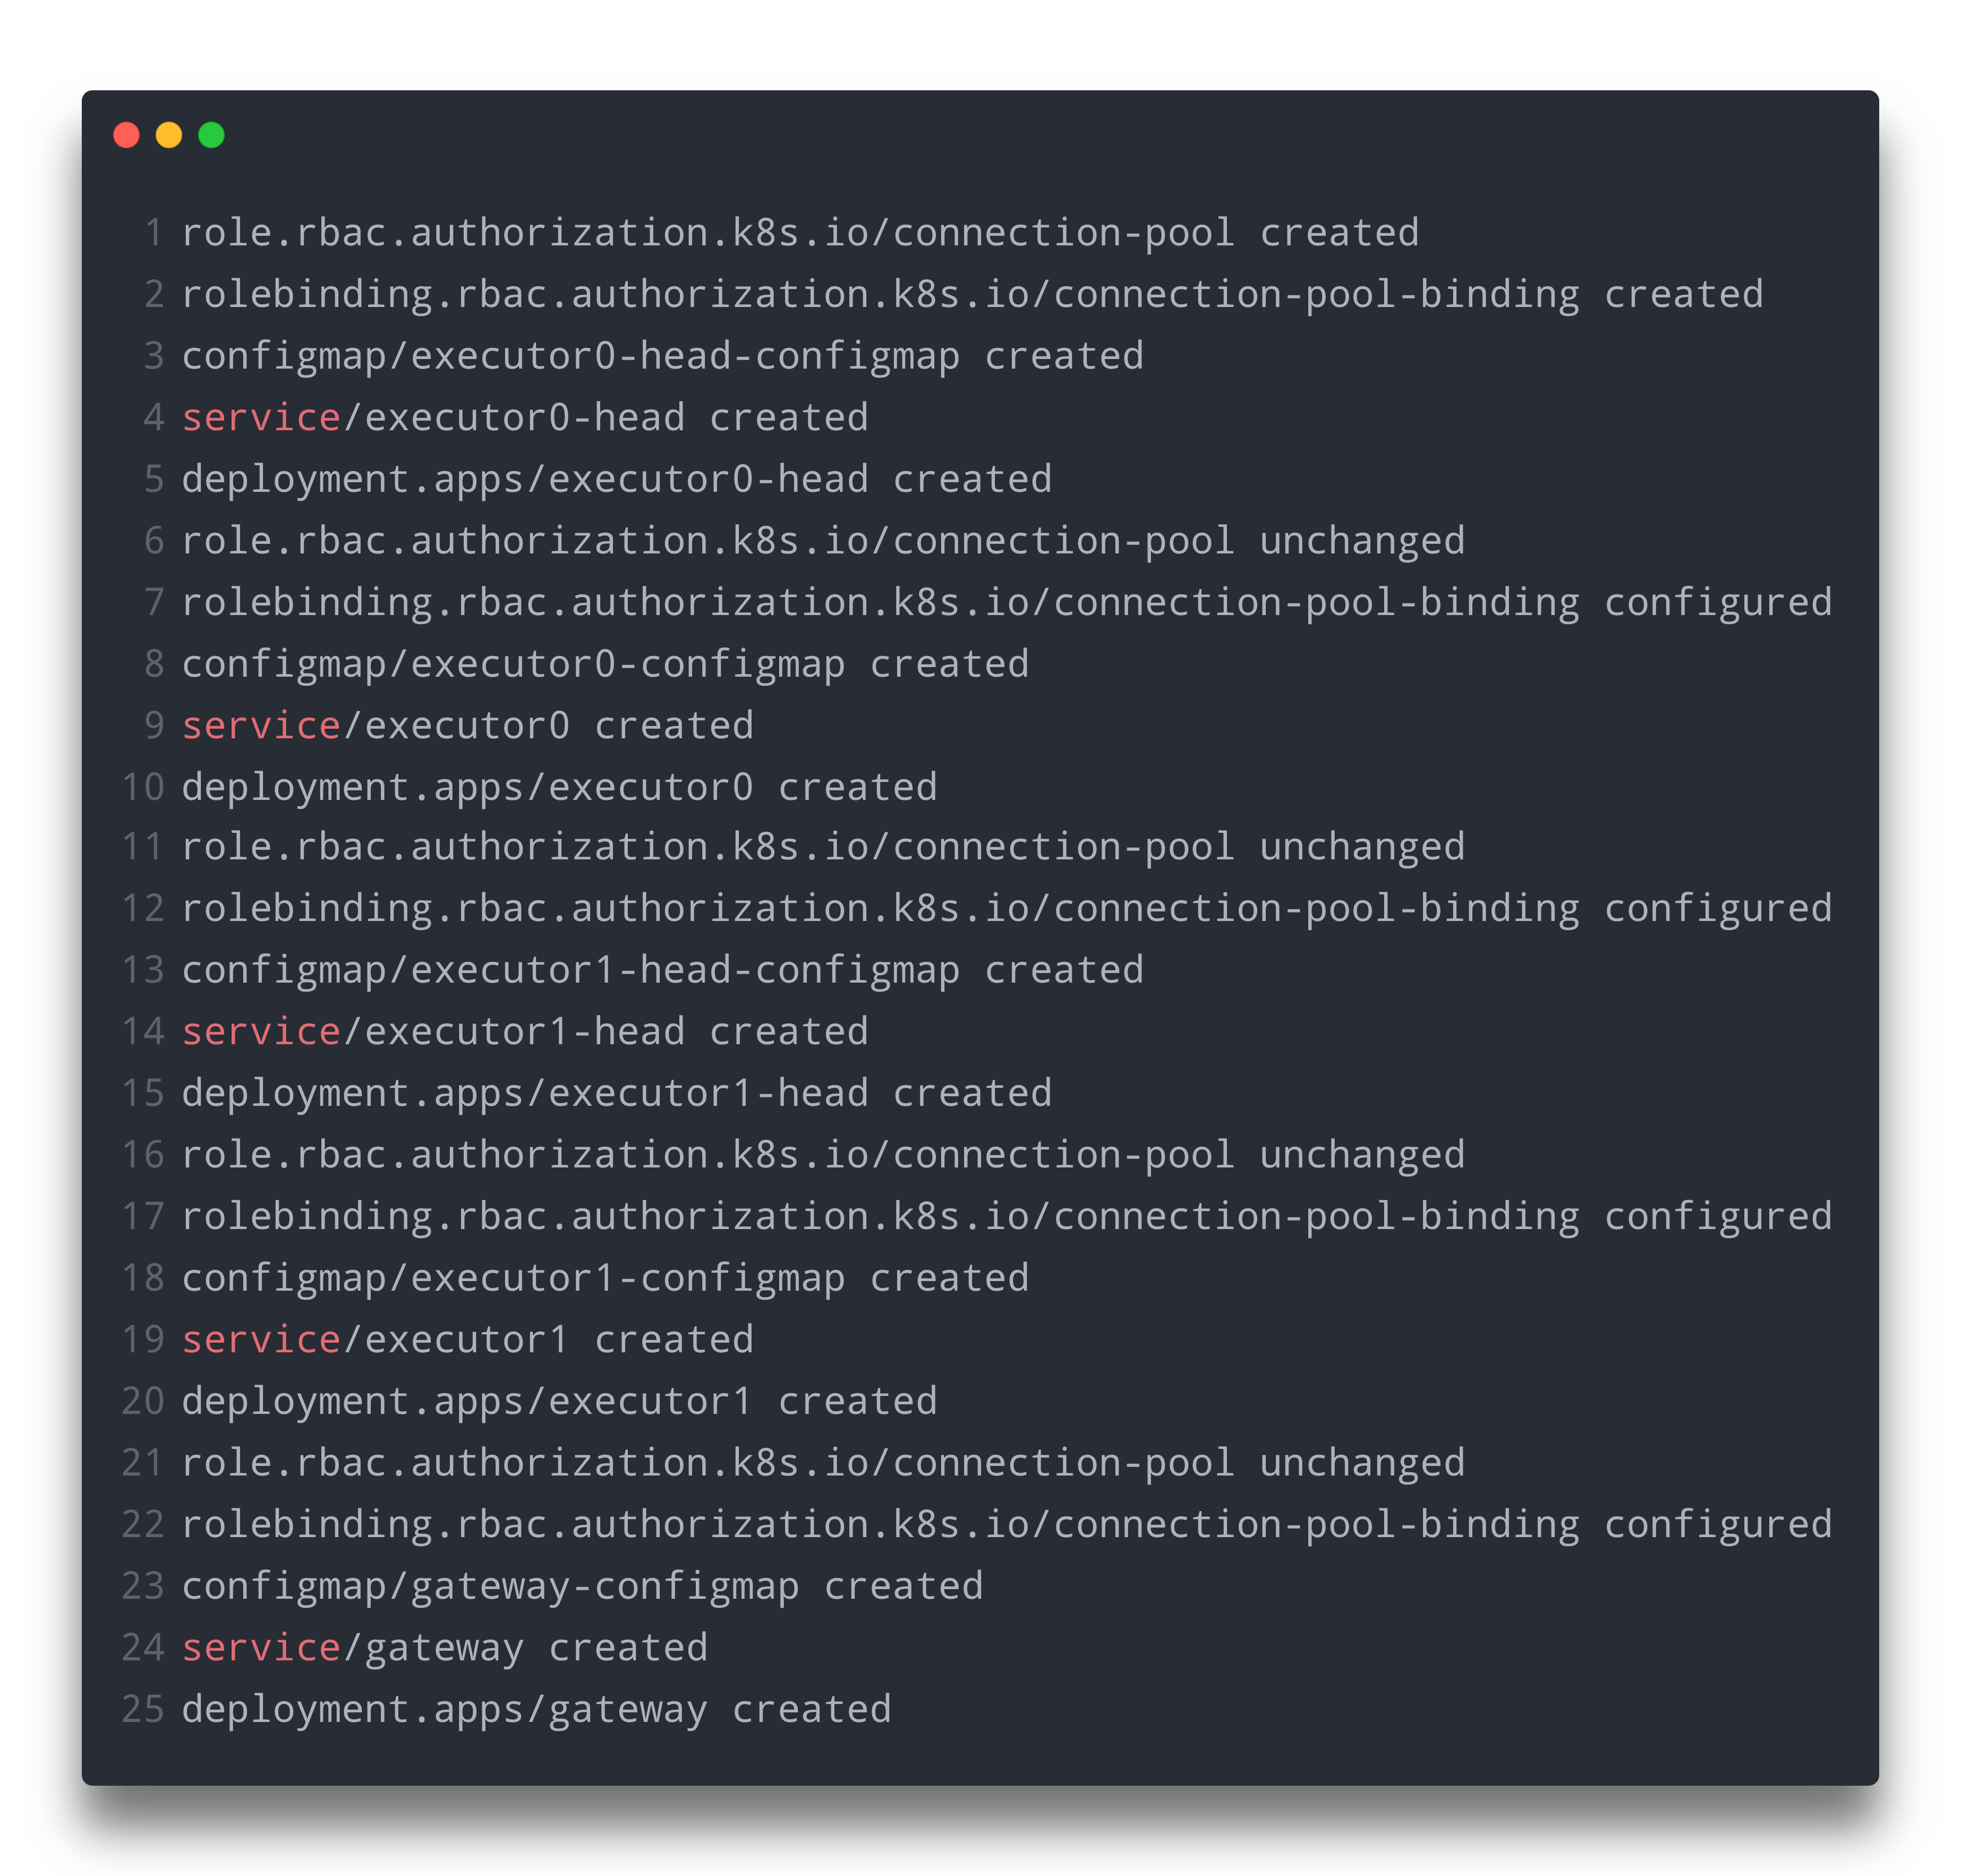 1 role.rbac.authorization.k8s.io/connection-pool created
2 rolebinding.rbac.authorization.k8s.io/connection-pool-binding created
3 configmap/executor0-head-configmap created
4 service/executor0-head created
5 deployment.apps/executor0-head created
6 role.rbac.authorization.k8s.io/connection-pool unchanged
7 rolebinding.rbac.authorization.k8s.io/connection-pool-binding configured
8 configmap/executor0-configmap created
9 service/executor0 created
10 deployment.apps/executor0 created
11 role.rbac.authorization.k8s.io/connection-pool unchanged
12 rolebinding.rbac.authorization.k8s.io/connection-pool-binding configured
13 configmap/executor1-head-configmap created
14 service/executor1-head created
15 deployment.apps/executor1-head created
16 role.rbac.authorization.k8s.io/connection-pool unchanged
17 rolebinding.rbac.authorization.k8s.io/connection-pool-binding configured
18 configmap/executor1-configmap created
19 service/executor1 created
20 deployment.apps/executor1 created
21 role.rbac.authorization.k8s.io/connection-pool unchanged
22 rolebinding.rbac.authorization.k8s.io/connection-pool-binding configured
23 configmap/gateway-configmap created
24 service/gateway created
25 deployment.apps/gateway created